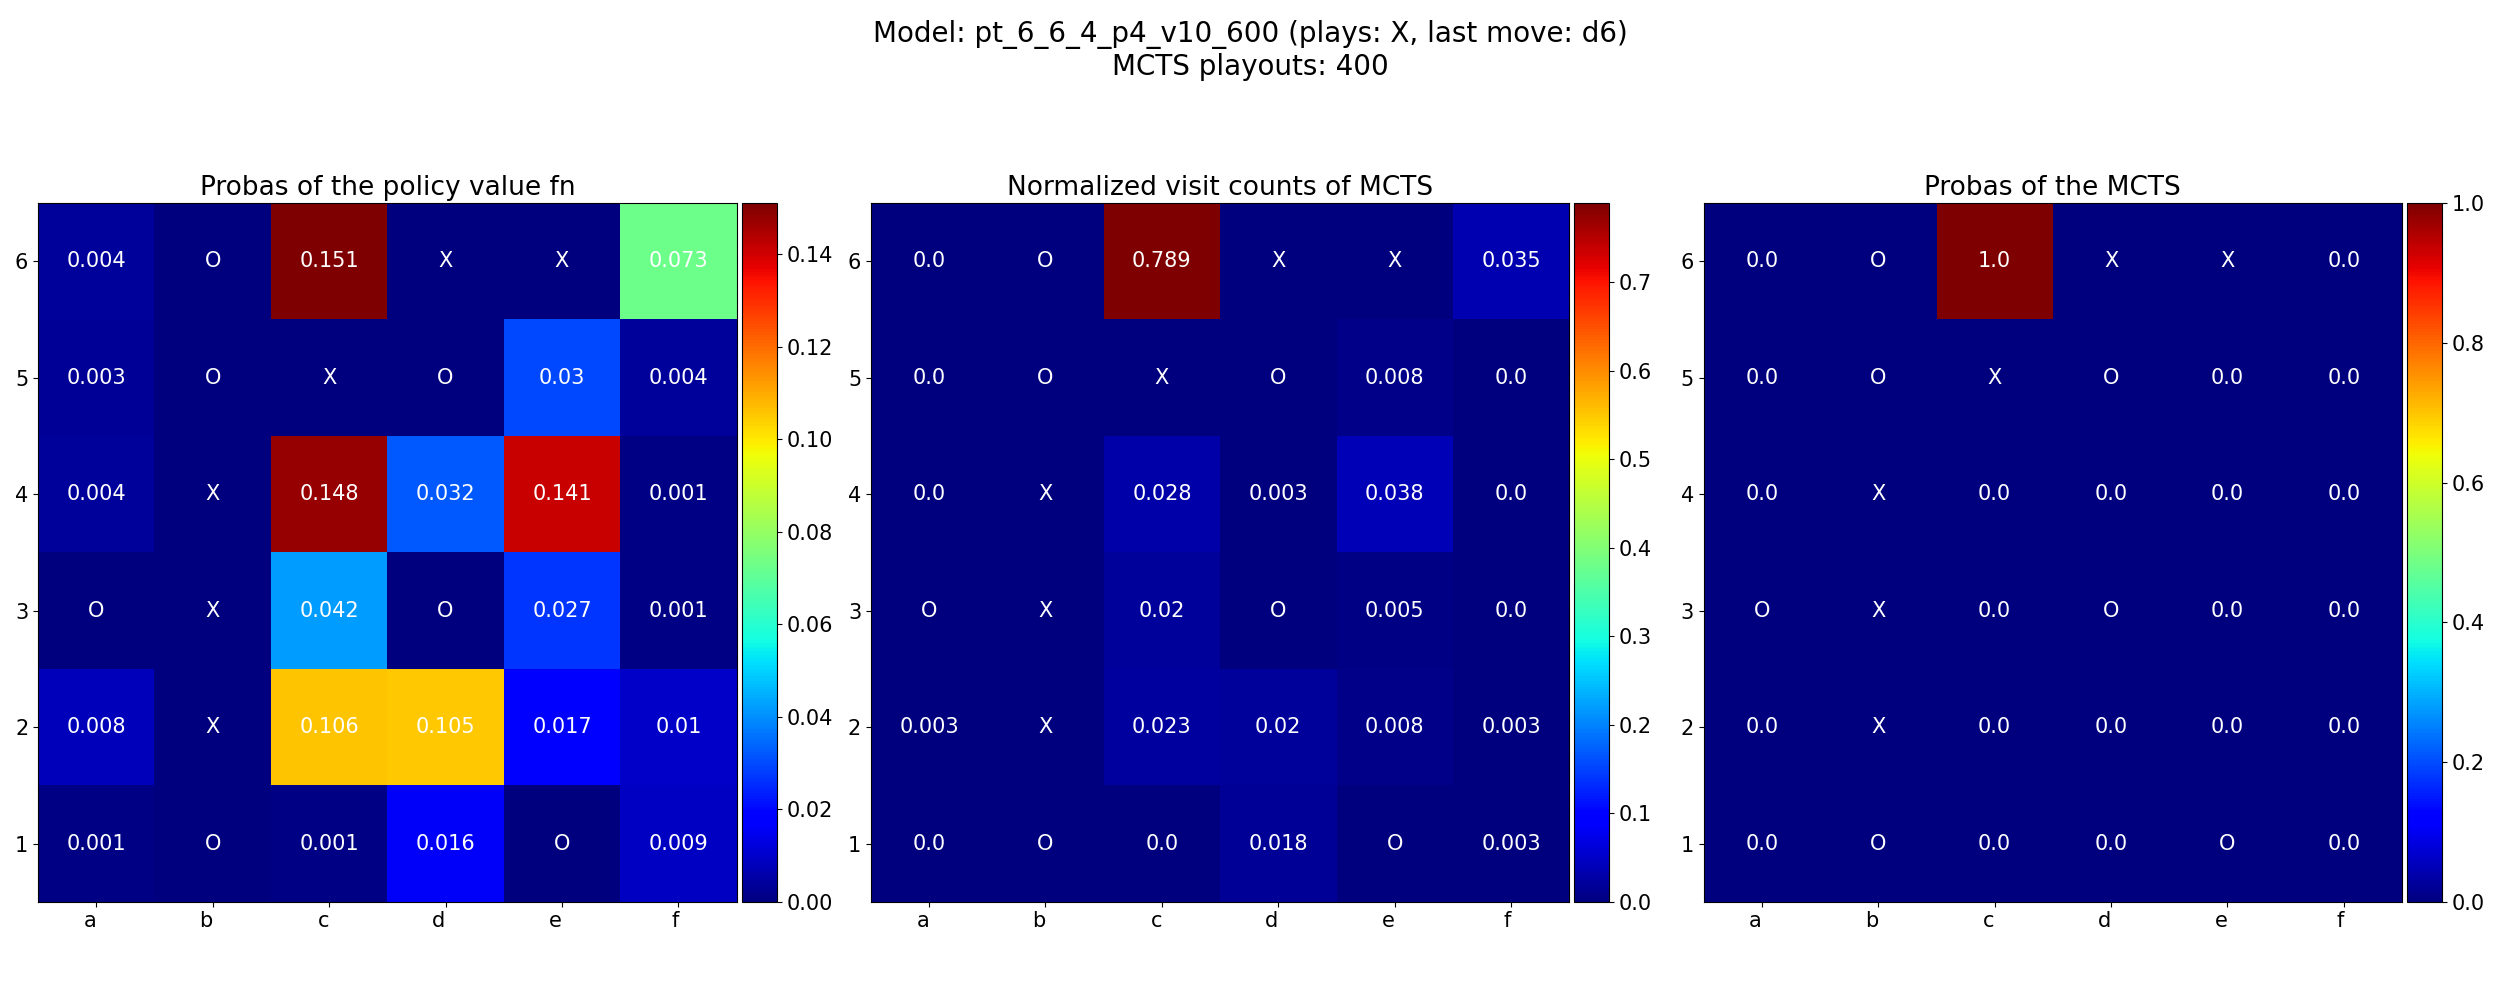 Model: pt_6_6_4_p4_v10_600 (plays: X, last move: d6)
MCTS playouts: 400
Probas of the policy value fn
6 0.004 O 0.151 X X 0.073
5 0.003 O X O 0.03 0.004
4 0.004 X 0.148 0.032 0.141 0.001
3 O X 0.042 O 0.027 0.001
2 0.008 X 0.106 0.105 0.017 0.01
1 0.001 O 0.001 0.016 O 0.009
a b c d e f
0.14
0.12
0.10
0.08
0.06
0.04
0.02
0.00
Normalized visit counts of MCTS
6 0.0 O 0.789 X X 0.035
5 0.0 O X O 0.008 0.0
4 0.0 X 0.028 0.003 0.038 0.0
3 O X 0.02 O 0.005 0.0
2 0.003 X 0.023 0.02 0.008 0.003
1 0.0 O 0.0 0.018 O 0.003
a b c d e f
0.7
0.6
0.5
0.4
0.3
0.2
0.1
0.0
Probas of the MCTS
6 0.0 O 1.0 X X 0.0
5 0.0 O X O 0.0 0.0
4 0.0 X 0.0 0.0 0.0 0.0
3 O X 0.0 O 0.0 0.0
2 0.0 X 0.0 0.0 0.0 0.0
1 0.0 O 0.0 0.0 O 0.0
a b c d e f
1.0
0.8
0.6
0.4
0.2
0.0